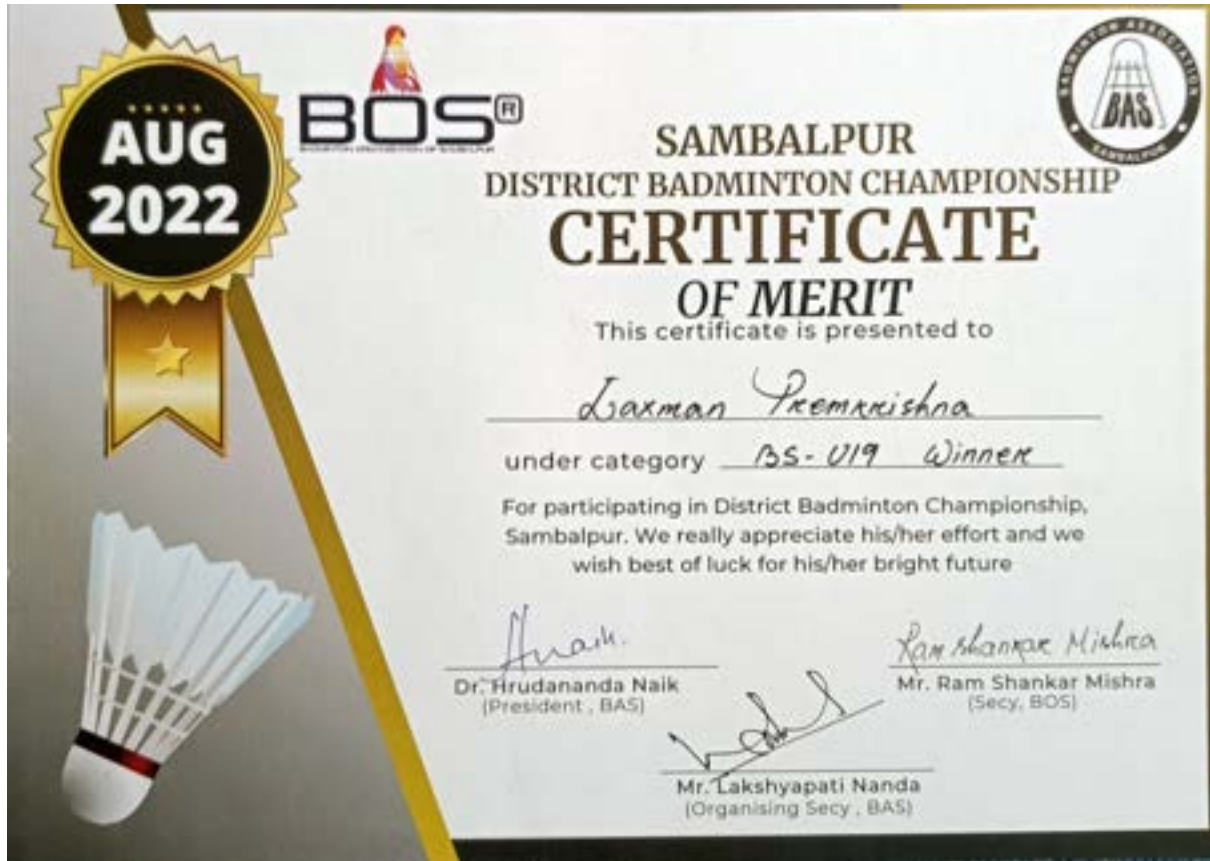 AUG
2022
BOS®
BADMINTON ASSOCIATION
BAS
SAMBALPUR
SAMBALPUR
DISTRICT BADMINTON CHAMPIONSHIP
CERTIFICATE
OF MERIT
This certificate is presented to
Laxman Premkrishna
under category BS-U19 Winner
For participating in District Badminton Championship,
Sambalpur. We really appreciate his/her effort and we
wish best of luck for his/her bright future
Ram Shankar Mishra
Dr. Hrudananda Naik
(President , BAS)
Mr. Ram Shankar Mishra
(Secy, BOS)
Mr. Lakshyapati Nanda
(Organising Secy , BAS)